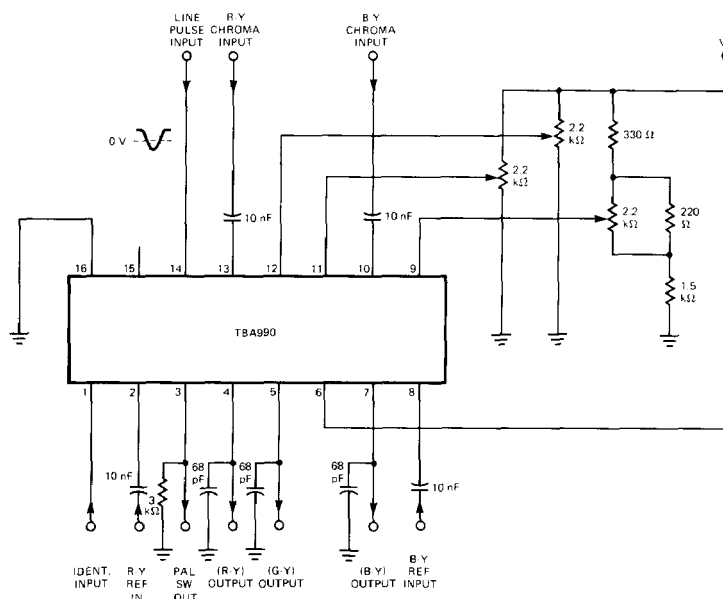 LINE PULSE INPUT
R-Y CHROMA INPUT
B Y CHROMA INPUT
V
0 V
2.2 kΩ
330 Ω
2.2 kΩ
10 nF
10 nF
2.2 kΩ
220 Ω
1.5 kΩ
16 15 14 13 12 11 10 9
TBA990
1 2 3 4 5 6 7 8
10 nF
3 kΩ
68 pF
68 pF
68 pF
10 nF
IDENT. INPUT
R-Y REF IN
PAL SW OUT
(R-Y) OUTPUT
(G-Y) OUTPUT
(B-Y) OUTPUT
B-Y REF INPUT